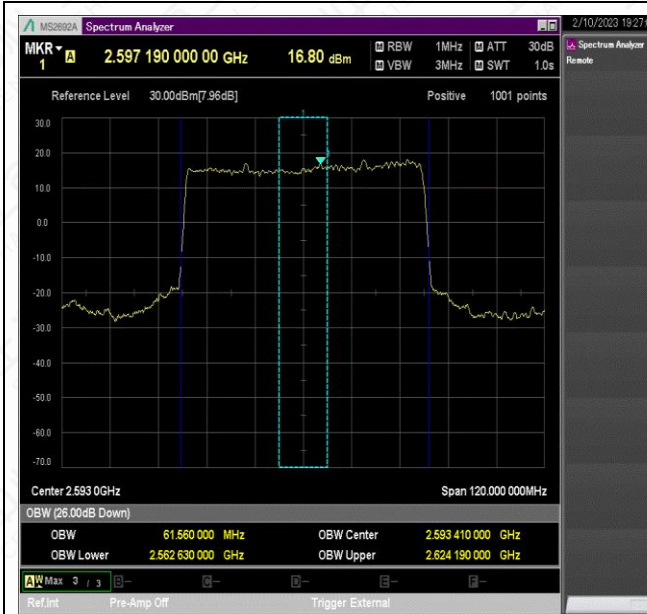 MS2692A Spectrum Analyzer
2/10/2023 19:27:
MKR 1 A 2.597 190 000 00 GHz 16.80 dBm
M RBW 1MHz M ATT 30dB
M VBW 3MHz M SWT 1.0s
Spectrum Analyzer
Remote
Reference Level 30.00dBm[7.96dB] Positive 1001 points
30.0
20.0
10.0
0.0
-10.0
-20.0
-30.0
-40.0
-50.0
-60.0
-70.0
Center 2.593 0GHz Span 120.000 000MHz
OBW (26.00dB Down)
OBW 61.560 000 MHz OBW Center 2.593 410 000 GHz
OBW Lower 2.562 630 000 GHz OBW Upper 2.624 190 000 GHz
A W Max 3 / 3 B- C- D- E- F-
Ref.Int Pre-Amp Off Trigger External